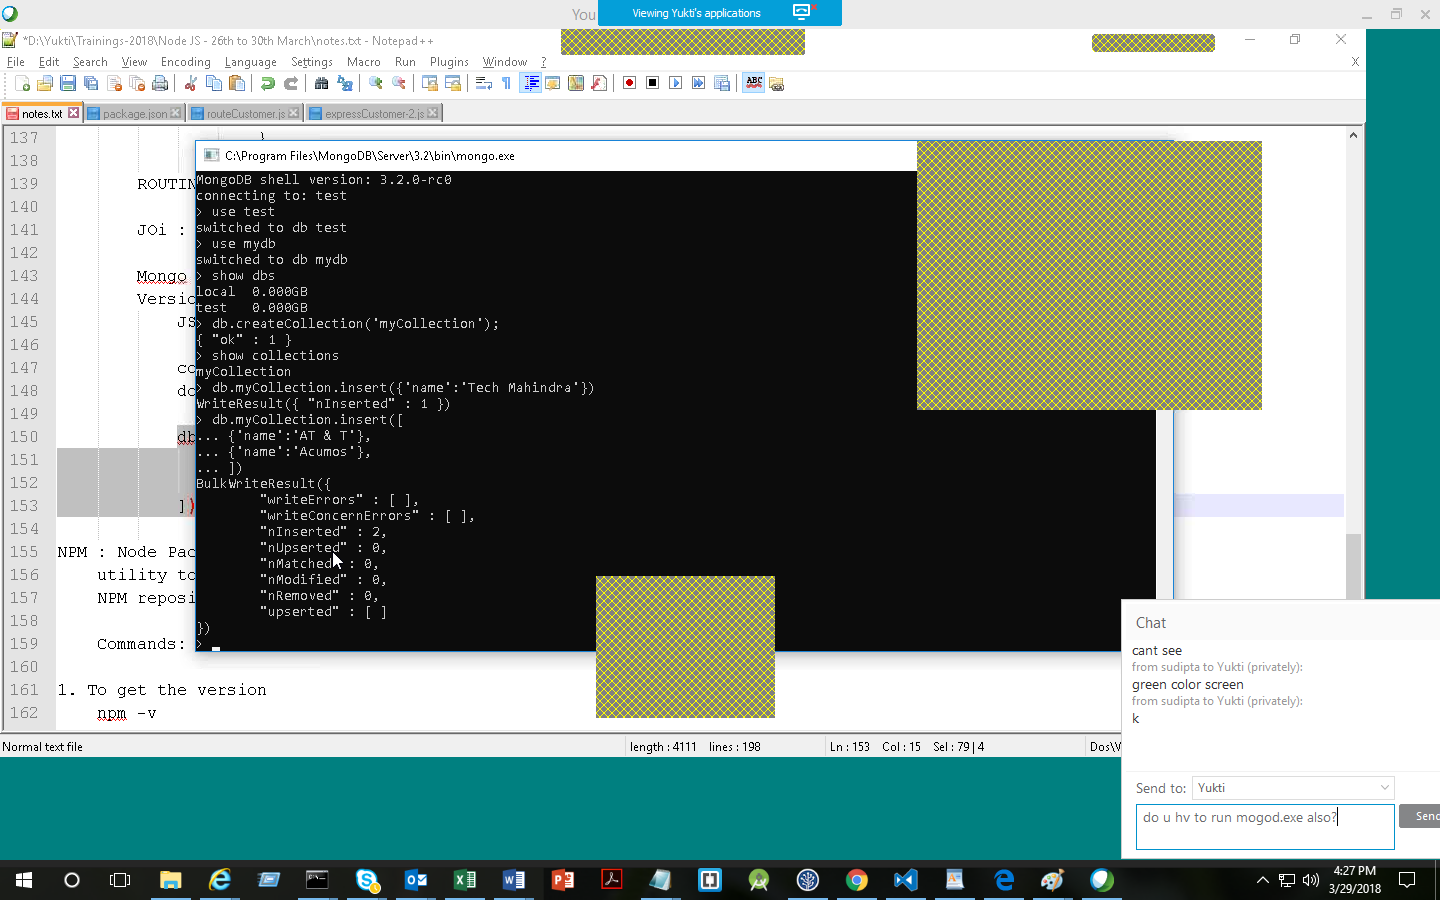 You
Viewing Yukti's applications
*D:\Yukti\Trainings-2018\Node JS - 26th to 30th March\notes.txt - Notepad++
File Edit Search View Encoding Language Settings Macro Run Plugins Window ? X
notes.txt package.json routeCustomer.js expressCustomer-2.js
137 }
138
139 ROUTIN
140
141 JOi :
142
143 Mongo
144 Versio
145 JS
146
147 co
148 do
149
150 db
151
152
153 ])
154
155 NPM : Node Pac
156 utility to
157 NPM reposi
158
159 Commands:
160
161 1. To get the version
162 npm -v
C:\Program Files\MongoDB\Server\3.2\bin\mongo.exe
MongoDB shell version: 3.2.0-rc0
connecting to: test
> use test
switched to db test
> use mydb
switched to db mydb
> show dbs
local 0.000GB
test 0.000GB
> db.createCollection('myCollection');
{ "ok" : 1 }
> show collections
myCollection
> db.myCollection.insert({'name':'Tech Mahindra'})
WriteResult({ "nInserted" : 1 })
> db.myCollection.insert([
... {'name':'AT & T'},
... {'name':'Acumos'},
... ])
BulkWriteResult({
"writeErrors" : [ ],
"writeConcernErrors" : [ ],
"nInserted" : 2,
"nUpserted" : 0,
"nMatched" : 0,
"nModified" : 0,
"nRemoved" : 0,
"upserted" : [ ]
})
>
Normal text file length : 4111 lines : 198 Ln : 153 Col : 15 Sel : 79 | 4 Dos\
Chat
cant see
from sudipta to Yukti (privately):
green color screen
from sudipta to Yukti (privately):
k
Send to: Yukti
do u hv to run mogod.exe also?
Send
4:27 PM
3/29/2018